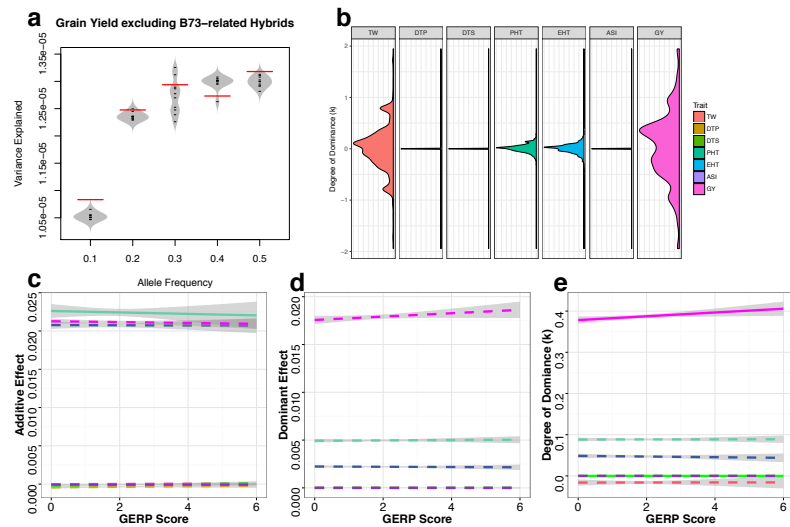 a
Grain Yield excluding B73−related Hybrids
Variance Explained
1.35e−05
1.25e−05
1.15e−05
1.05e−05
0.1 0.2 0.3 0.4 0.5
Allele Frequency
b
TW DTP DTS PHT EHT ASI GY
Degree of Dominance (k)
2
1
0
−1
−2
Trait
TW
DTP
DTS
PHT
EHT
ASI
GY
c
Additive Effect
0.025
0.020
0.015
0.010
0.005
0.000
0 2 4 6
GERP Score
d
Dominant Effect
0.020
0.015
0.010
0.005
0.000
0 2 4 6
GERP Score
e
Degree of Domiance (k)
0.4
0.3
0.2
0.1
0.0
0 2 4 6
GERP Score